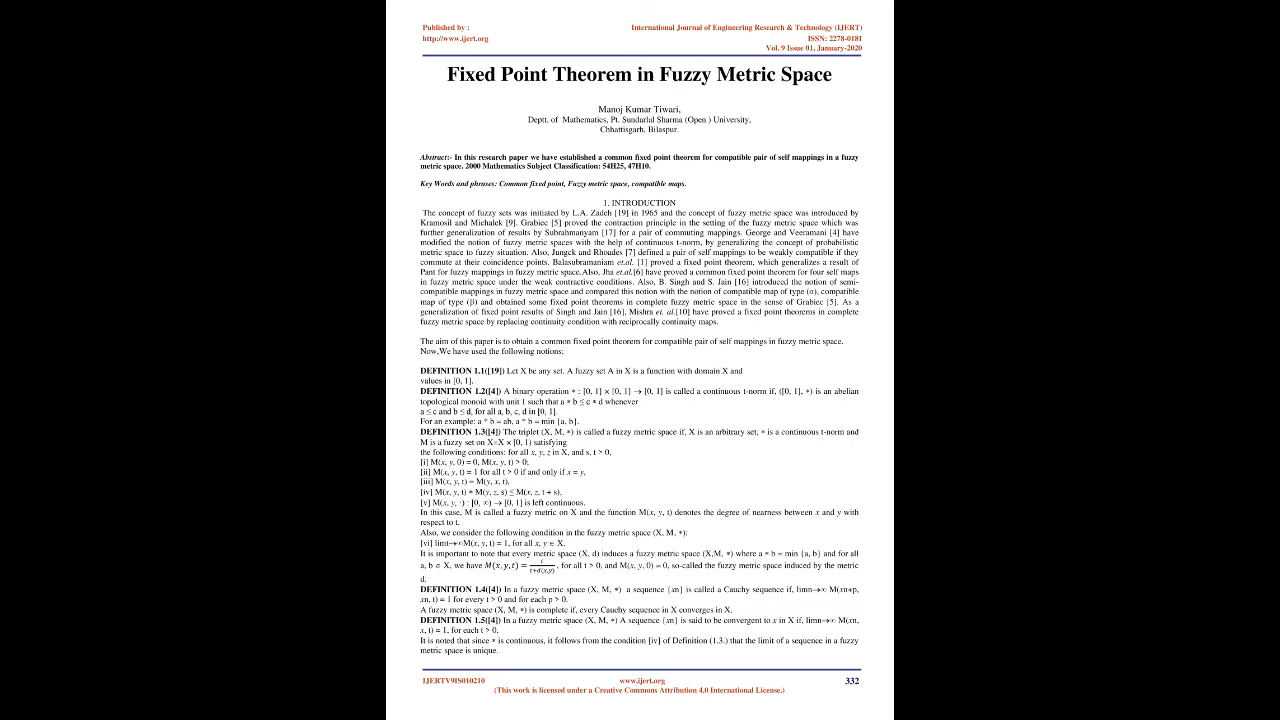 Published by :
http://www.ijert.org
International Journal of Engineering Research & Technology (IJERT)
ISSN: 2278-0181
Vol. 9 Issue 01, January-2020
Fixed Point Theorem in Fuzzy Metric Space
Manoj Kumar Tiwari,
Deptt. of Mathematics, Pt. Sundarlal Sharma (Open ) University,
Chhattisgarh, Bilaspur.
Abstract:- In this research paper we have established a common fixed point theorem for compatible pair of self mappings in a fuzzy
metric space. 2000 Mathematics Subject Classification: 54H25, 47H10.
Key Words and phrases: Common fixed point, Fuzzy metric space, compatible maps.
1. INTRODUCTION
The concept of fuzzy sets was initiated by L.A. Zadeh [19] in 1965 and the concept of fuzzy metric space was introduced by
Kramosil and Michalek [9]. Grabiec [5] proved the contraction principle in the setting of the fuzzy metric space which was
further generalization of results by Subrahmanyam [17] for a pair of commuting mappings. George and Veeramani [4] have
modified the notion of fuzzy metric spaces with the help of continuous t-norm, by generalizing the concept of probabilistic
metric space to fuzzy situation. Also, Jungck and Rhoades [7] defined a pair of self mappings to be weakly compatible if they
commute at their coincidence points. Balasubramaniam et.al. [1] proved a fixed point theorem, which generalizes a result of
Pant for fuzzy mappings in fuzzy metric space.Also, Jha et.al.[6] have proved a common fixed point theorem for four self maps
in fuzzy metric space under the weak contractive conditions. Also, B. Singh and S. Jain [16] introduced the notion of semi-
compatible mappings in fuzzy metric space and compared this notion with the notion of compatible map of type (α), compatible
map of type (β) and obtained some fixed point theorems in complete fuzzy metric space in the sense of Grabiec [5]. As a
generalization of fixed point results of Singh and Jain [16], Mishra et. al.[10] have proved a fixed point theorems in complete
fuzzy metric space by replacing continuity condition with reciprocally continuity maps.
The aim of this paper is to obtain a common fixed point theorem for compatible pair of self mappings in fuzzy metric space.
Now,We have used the following notions:
DEFINITION 1.1([19]) Let X be any set. A fuzzy set A in X is a function with domain X and
values in [0, 1].
DEFINITION 1.2([4]) A binary operation ∗ : [0, 1] × [0, 1] → [0, 1] is called a continuous t-norm if, ([0, 1], ∗) is an abelian
topological monoid with unit 1 such that a ∗ b ≤ c ∗ d whenever
a ≤ c and b ≤ d, for all a, b, c, d in [0, 1].
For an example: a * b = ab, a * b = min {a, b}.
DEFINITION 1.3([4]) The triplet (X, M, ∗) is called a fuzzy metric space if, X is an arbitrary set, ∗ is a continuous t-norm and
M is a fuzzy set on X×X × [0, 1) satisfying
the following conditions: for all x, y, z in X, and s, t > 0,
[i] M(x, y, 0) = 0, M(x, y, t) > 0;
[ii] M(x, y, t) = 1 for all t > 0 if and only if x = y,
[iii] M(x, y, t) = M(y, x, t),
[iv] M(x, y, t) ∗ M(y, z, s) ≤ M(x, z, t + s),
[v] M(x, y, ·) : [0, ∞) → [0, 1] is left continuous.
In this case, M is called a fuzzy metric on X and the function M(x, y, t) denotes the degree of nearness between x and y with
respect to t.
Also, we consider the following condition in the fuzzy metric space (X, M, ∗):
[vi] limt→∞M(x, y, t) = 1, for all x, y ∈ X.
It is important to note that every metric space (X, d) induces a fuzzy metric space (X,M, ∗) where a ∗ b = min {a, b} and for all
a, b ∈ X, we have M(x, y, t) = t/(t+d(x,y)), for all t > 0, and M(x, y, 0) = 0, so-called the fuzzy metric space induced by the metric
d.
DEFINITION 1.4([4]) In a fuzzy metric space (X, M, ∗) a sequence {xn} is called a Cauchy sequence if, limn→∞ M(xn+p,
xn, t) = 1 for every t > 0 and for each p > 0.
A fuzzy metric space (X, M, ∗) is complete if, every Cauchy sequence in X converges in X.
DEFINITION 1.5([4]) In a fuzzy metric space (X, M, ∗) A sequence {xn} is said to be convergent to x in X if, limn→∞ M(xn,
x, t) = 1, for each t > 0.
It is noted that since ∗ is continuous, it follows from the condition [iv] of Definition (1.3.) that the limit of a sequence in a fuzzy
metric space is unique.
IJERTV9IS010210
www.ijert.org
332
(This work is licensed under a Creative Commons Attribution 4.0 International License.)